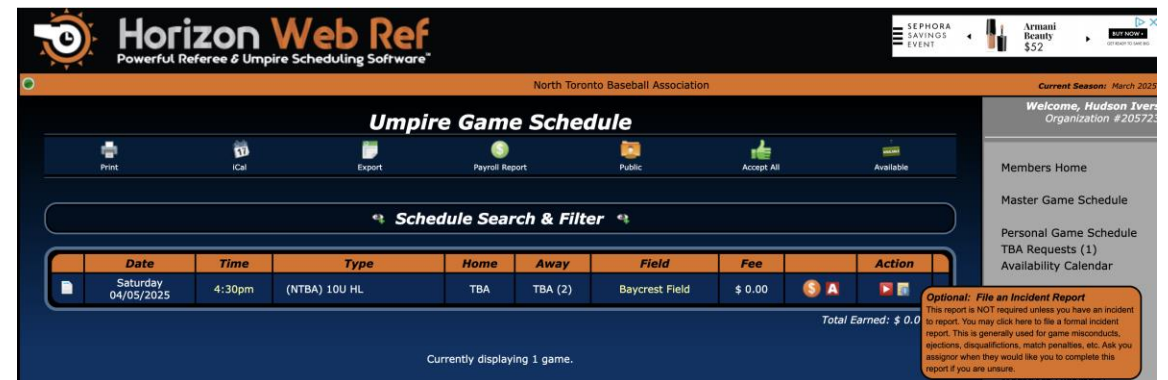 Horizon Web Ref
Powerful Referee & Umpire Scheduling Software™
SEPHORA
SAVINGS
EVENT
Armani
Beauty
$52
BUY NOW
North Toronto Baseball Association
Current Season: March 2025
Welcome, Hudson Ivers
Organization #205723
Umpire Game Schedule
Print iCal Export Payroll Report Public Accept All Available
Members Home
Master Game Schedule
Personal Game Schedule
TBA Requests (1)
Availability Calendar
Schedule Search & Filter
Date Time Type Home Away Field Fee Action
Saturday
04/05/2025 4:30pm (NTBA) 10U HL TBA TBA (2) Baycrest Field $ 0.00 $ A
Total Earned: $ 0.0
Currently displaying 1 game.
Optional: File an Incident Report
This report is NOT required unless you have an incident
to report. You may click here to file a formal incident
report. This is generally used for game misconducts,
ejections, disqualifictions, match penalties, etc. Ask you
assignor when they would like you to complete this
report if you are unsure.